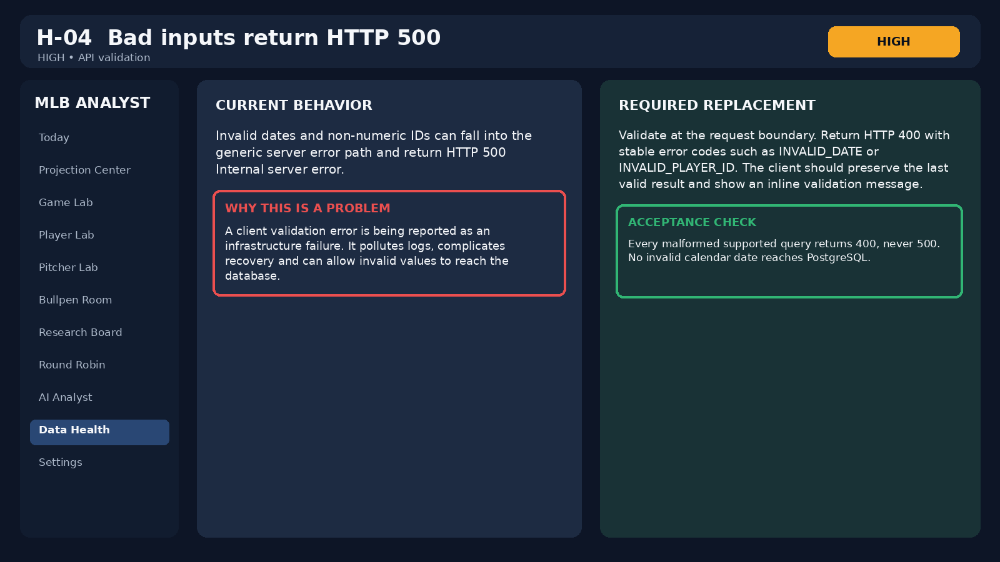 H-04  Bad inputs return HTTP 500
HIGH • API validation
HIGH
MLB ANALYST
Today
Projection Center
Game Lab
Player Lab
Pitcher Lab
Bullpen Room
Research Board
Round Robin
AI Analyst
Data Health
Settings
CURRENT BEHAVIOR
Invalid dates and non-numeric IDs can fall into the
generic server error path and return HTTP 500
Internal server error.
WHY THIS IS A PROBLEM
A client validation error is being reported as an
infrastructure failure. It pollutes logs, complicates
recovery and can allow invalid values to reach the
database.
REQUIRED REPLACEMENT
Validate at the request boundary. Return HTTP 400 with
stable error codes such as INVALID_DATE or
INVALID_PLAYER_ID. The client should preserve the last
valid result and show an inline validation message.
ACCEPTANCE CHECK
Every malformed supported query returns 400, never 500.
No invalid calendar date reaches PostgreSQL.